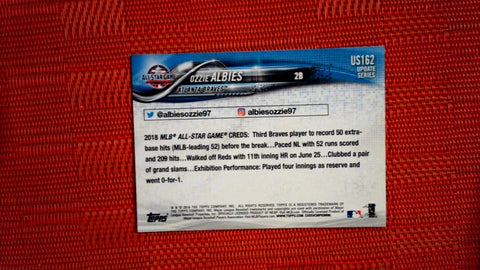 US162
UPDATE
SERIES
ALL-STAR GAME
OZZIE ALBIES
2B
ATLANTA BRAVES™
@albiesozzie97
albiesozzie97
2018 MLB® ALL-STAR GAME® CREDS: Third Braves player to record 50 extra-
base hits (MLB-leading 52) before the break...Paced NL with 52 runs scored
and 209 hits...Walked off Reds with 11th inning HR on June 25...Clubbed a pair
of grand slams...Exhibition Performance: Played four innings as reserve and
went 0-for-1.
TOPPS